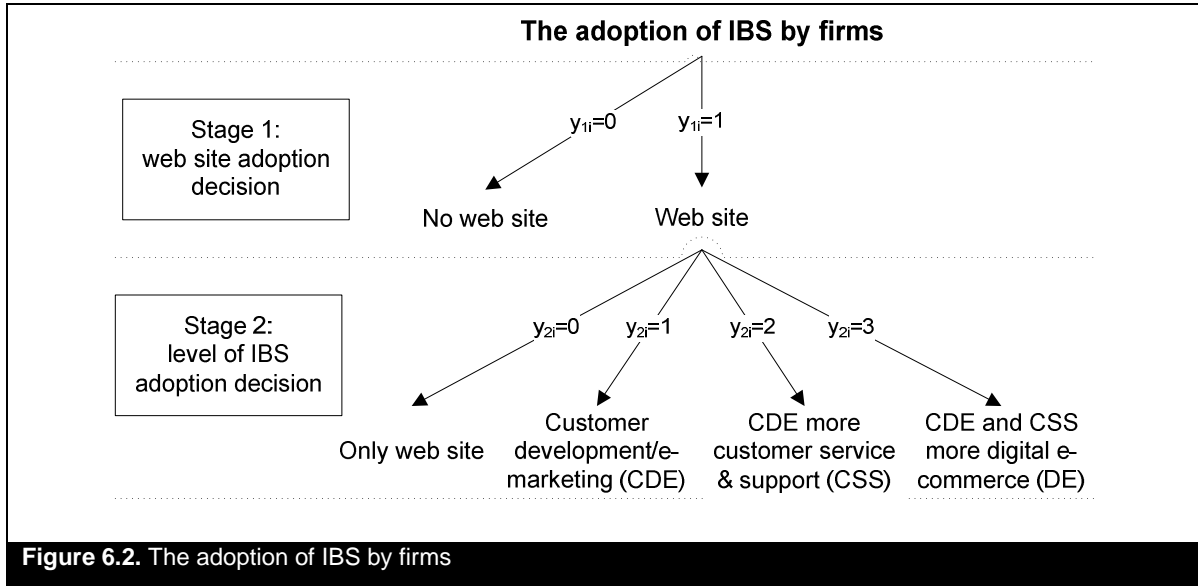 The adoption of IBS by firms
Stage 1:
web site adoption
decision
y1i=0
y1i=1
No web site
Web site
Stage 2:
level of IBS
adoption decision
y2i=0
y2i=1
y2i=2
y2i=3
Only web site
Customer
development/e-
marketing (CDE)
CDE more
customer service
& support (CSS)
CDE and CSS
more digital e-
commerce (DE)
Figure 6.2. The adoption of IBS by firms